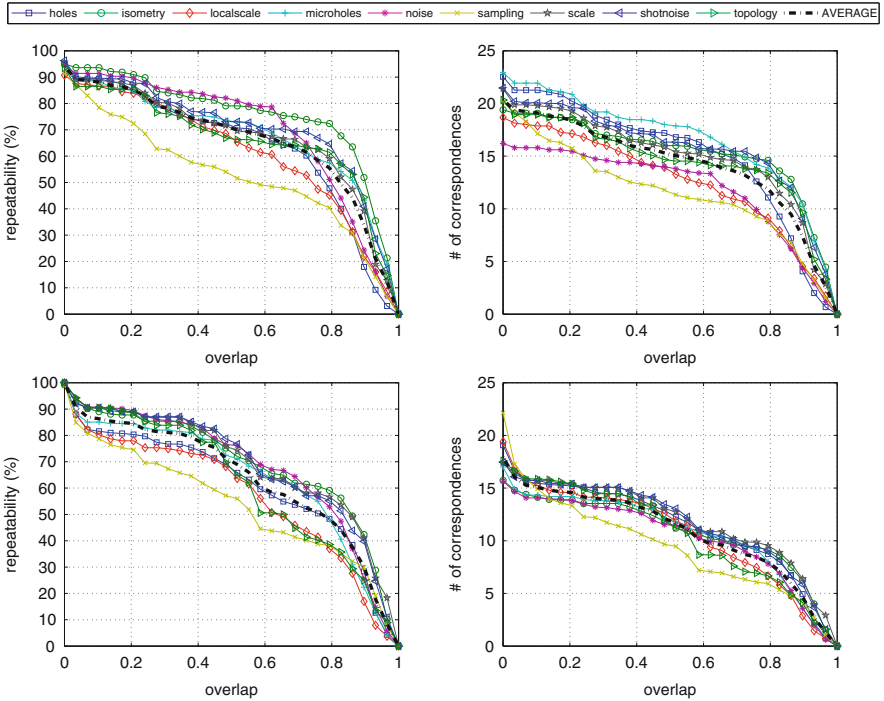 holes isometry localscale microholes noise sampling scale shotnoise topology AVERAGE
100
90
80
70
60
50
40
30
20
10
0
repeatability (%)
0 0.2 0.4 0.6 0.8 1
overlap
25
20
15
10
5
0
# of correspondences
0 0.2 0.4 0.6 0.8 1
overlap
100
90
80
70
60
50
40
30
20
10
0
repeatability (%)
0 0.2 0.4 0.6 0.8 1
overlap
25
20
15
10
5
0
# of correspondences
0 0.2 0.4 0.6 0.8 1
overlap